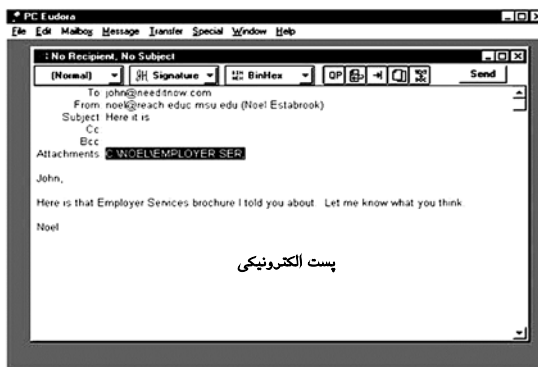 PC Eudora
File Edit Mailbox Message Transfer Special Window Help
: No Recipient, No Subject
(Normal) Signature BinHex QP Send
To john@neednow.com
From noel@reach educ msu edu (Noel Estabrook)
Subject Here it is
Cc
Bcc
Attachments C \NOEL\EMPLOYER SER.
John,
Here is that Employer Services brochure I told you about Let me know what you think
Noel
پست الکترونیکی